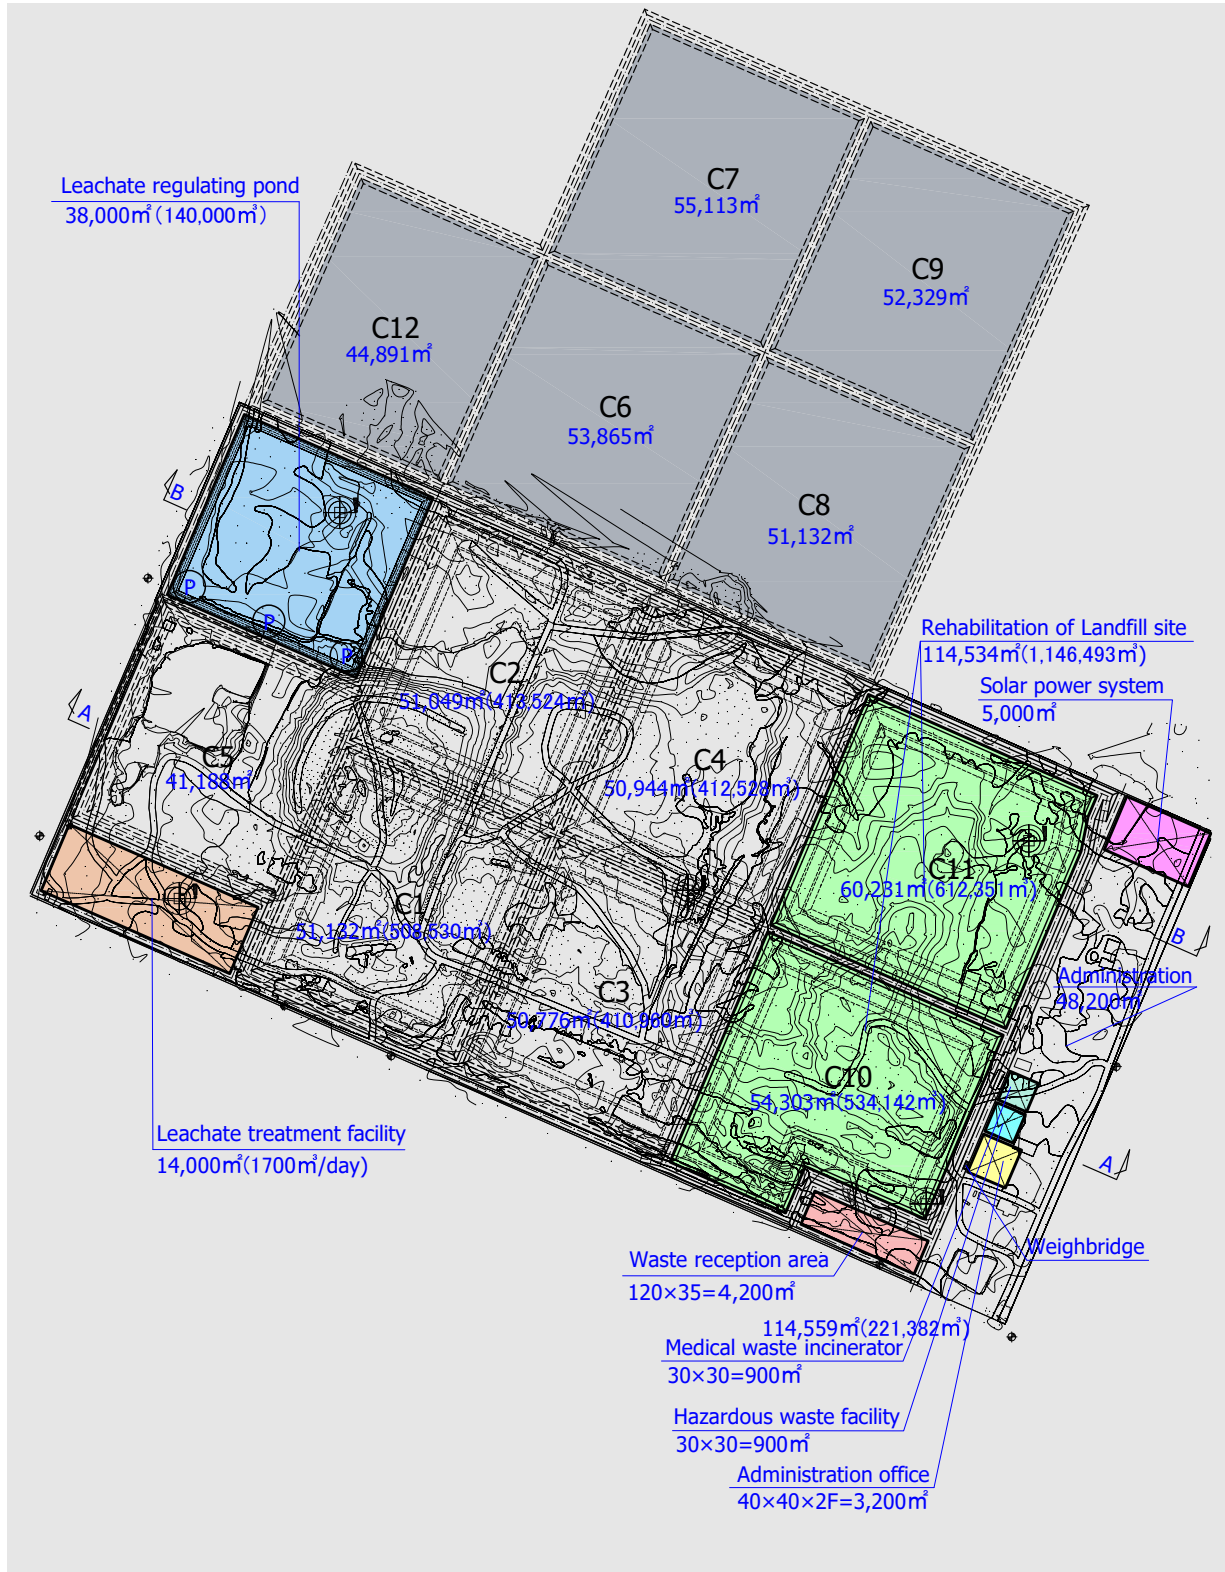 C7
55,113㎡
Leachate regulating pond
38,000㎡(140,000㎥)
C9
52,329㎡
C12
44,891㎡
C6
53,865㎡
B
C8
51,132㎡
P
P
P
Rehabilitation of Landfill site
114,534㎡(1,146,493㎥)
Solar power system
5,000㎡
C2
51,049㎡(413,524㎥)
A
C5
41,188㎡
C4
50,944㎡(412,528㎥)
C11
60,231㎡(612,351㎥)
C1
51,132㎡(508,530㎥)
B
Administration
48,200㎡
C3
50,776㎡(410,960㎥)
C10
54,303㎡(534,142㎥)
Leachate treatment facility
14,000㎡(1700㎥/day)
A
Weighbridge
Waste reception area
120×35=4,200㎡
114,559㎡(221,382㎥)
Medical waste incinerator
30×30=900㎡
Hazardous waste facility
30×30=900㎡
Administration office
40×40×2F=3,200㎡